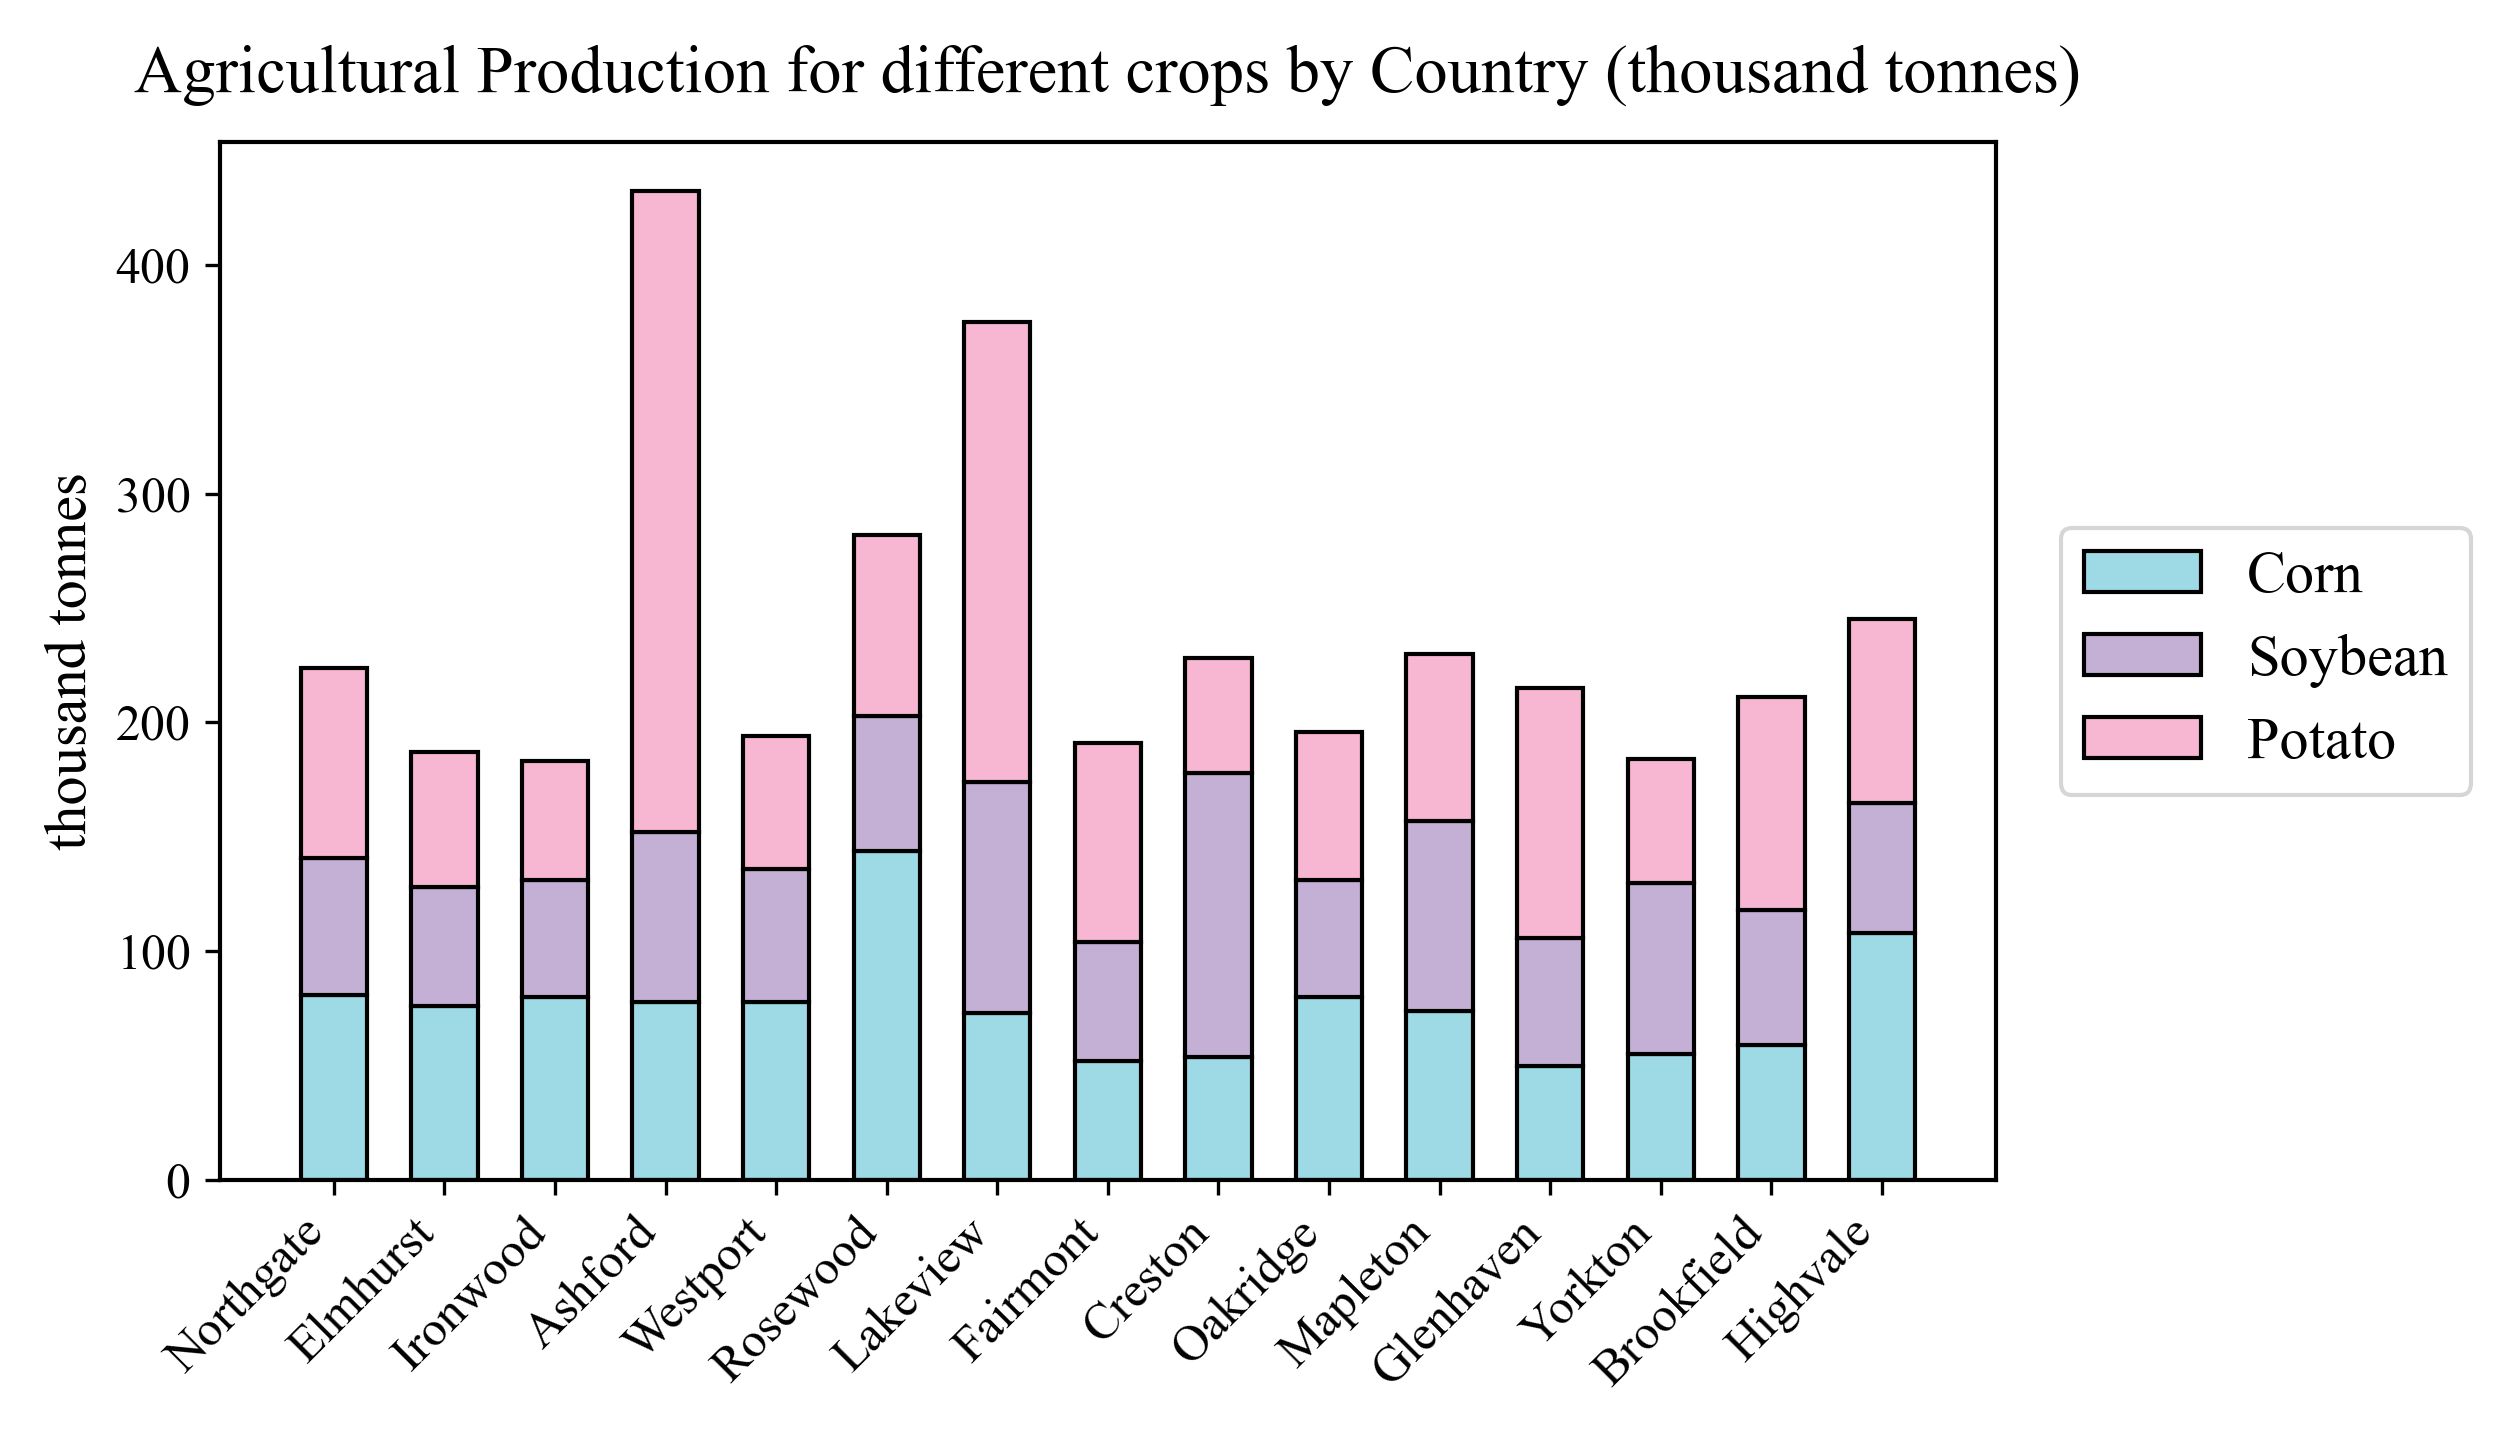 Agricultural Production for different crops by Country (thousand tonnes)
thousand tonnes
400
300
200
100
0
Northgate
Elmhurst
Ironwood
Ashford
Westport
Rosewood
Lakeview
Fairmont
Creston
Oakridge
Mapleton
Glenhaven
Yorkton
Brookfield
Highvale
Corn
Soybean
Potato